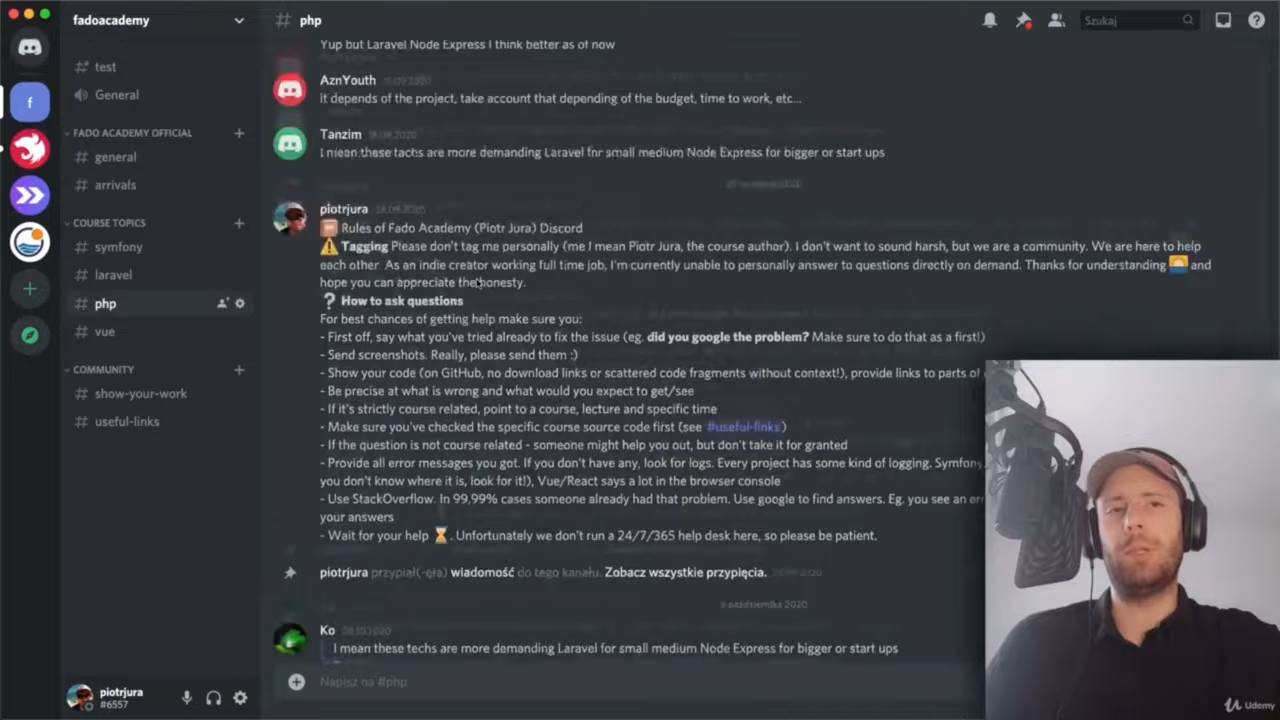 fadoacademy
# php
Szukaj
test
General
FADO ACADEMY OFFICIAL
# general
# arrivals
COURSE TOPICS
# symfony
# laravel
# php
# vue
COMMUNITY
# show-your-work
# useful-links
piotrjura
#6557
f
Yup but Laravel Node Express I think better as of now
AznYouth
it depends of the project, take account that depending of the budget, time to work, etc...
Tanzim
I mean these tachs are more demanding Laravel for small medium Node Express for bigger or start ups
piotrjura
Rules of Fado Academy (Piotr Jura) Discord
Tagging Please don't tag me personally (me I mean Piotr Jura, the course author). I don't want to sound harsh, but we are a community. We are here to help
each other. As an indie creator working full time job, I'm currently unable to personally answer to questions directly on demand. Thanks for understanding and
hope you can appreciate the honesty.
How to ask questions
For best chances of getting help make sure you:
- First off, say what you've tried already to fix the issue (eg. did you google the problem? Make sure to do that as a first!)
- Send screenshots. Really, please send them :)
- Show your code (on GitHub, no download links or scattered code fragments without context!), provide links to parts of
- Be precise at what is wrong and what would you expect to get/see
- If it's strictly course related, point to a course, lecture and specific time
- Make sure you've checked the specific course source code first (see #useful-links)
- If the question is not course related - someone might help you out, but don't take it for granted
- Provide all error messages you got. If you don't have any, look for logs. Every project has some kind of logging. Symfony,
you don't know where it is, look for it!), Vue/React says a lot in the browser console
- Use StackOverflow. In 99,99% cases someone already had that problem. Use google to find answers. Eg. you see an
your answers
- Wait for your help . Unfortunately we don't run a 24/7/365 help desk here, so please be patient.
piotrjura przypiął(-ęła) wiadomość do tego kanału. Zobacz wszystkie przypięcia.
października 2020
Ko 06.10.2020
I mean these techs are more demanding Laravel for small medium Node Express for bigger or start ups
Napisz na #php
Udemy